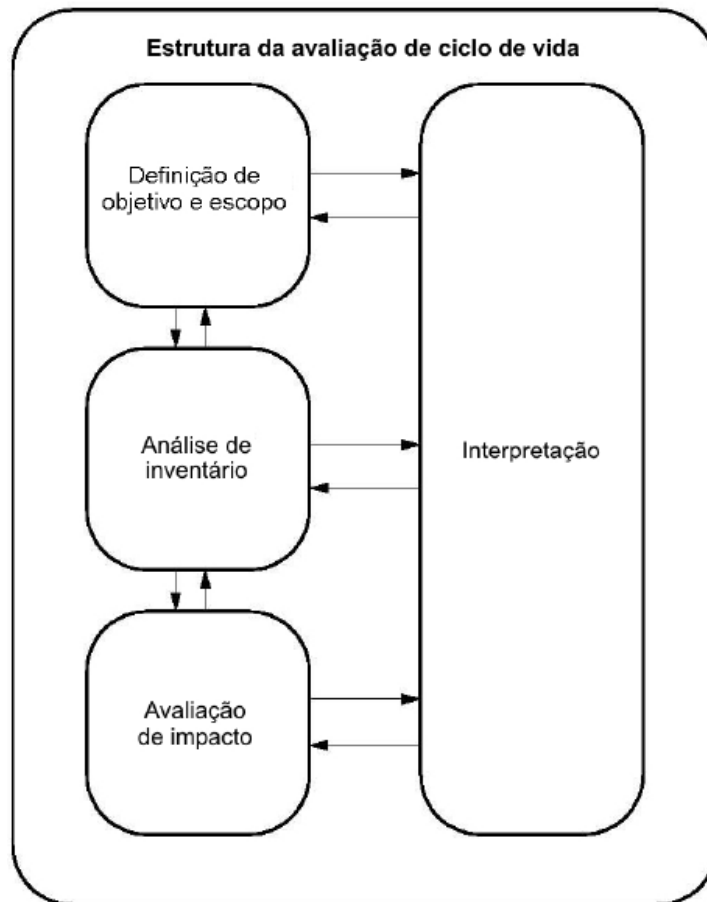 Estrutura da avaliação de ciclo de vida
Definição de
objetivo e escopo
Análise de
inventário
Interpretação
Avaliação
de impacto